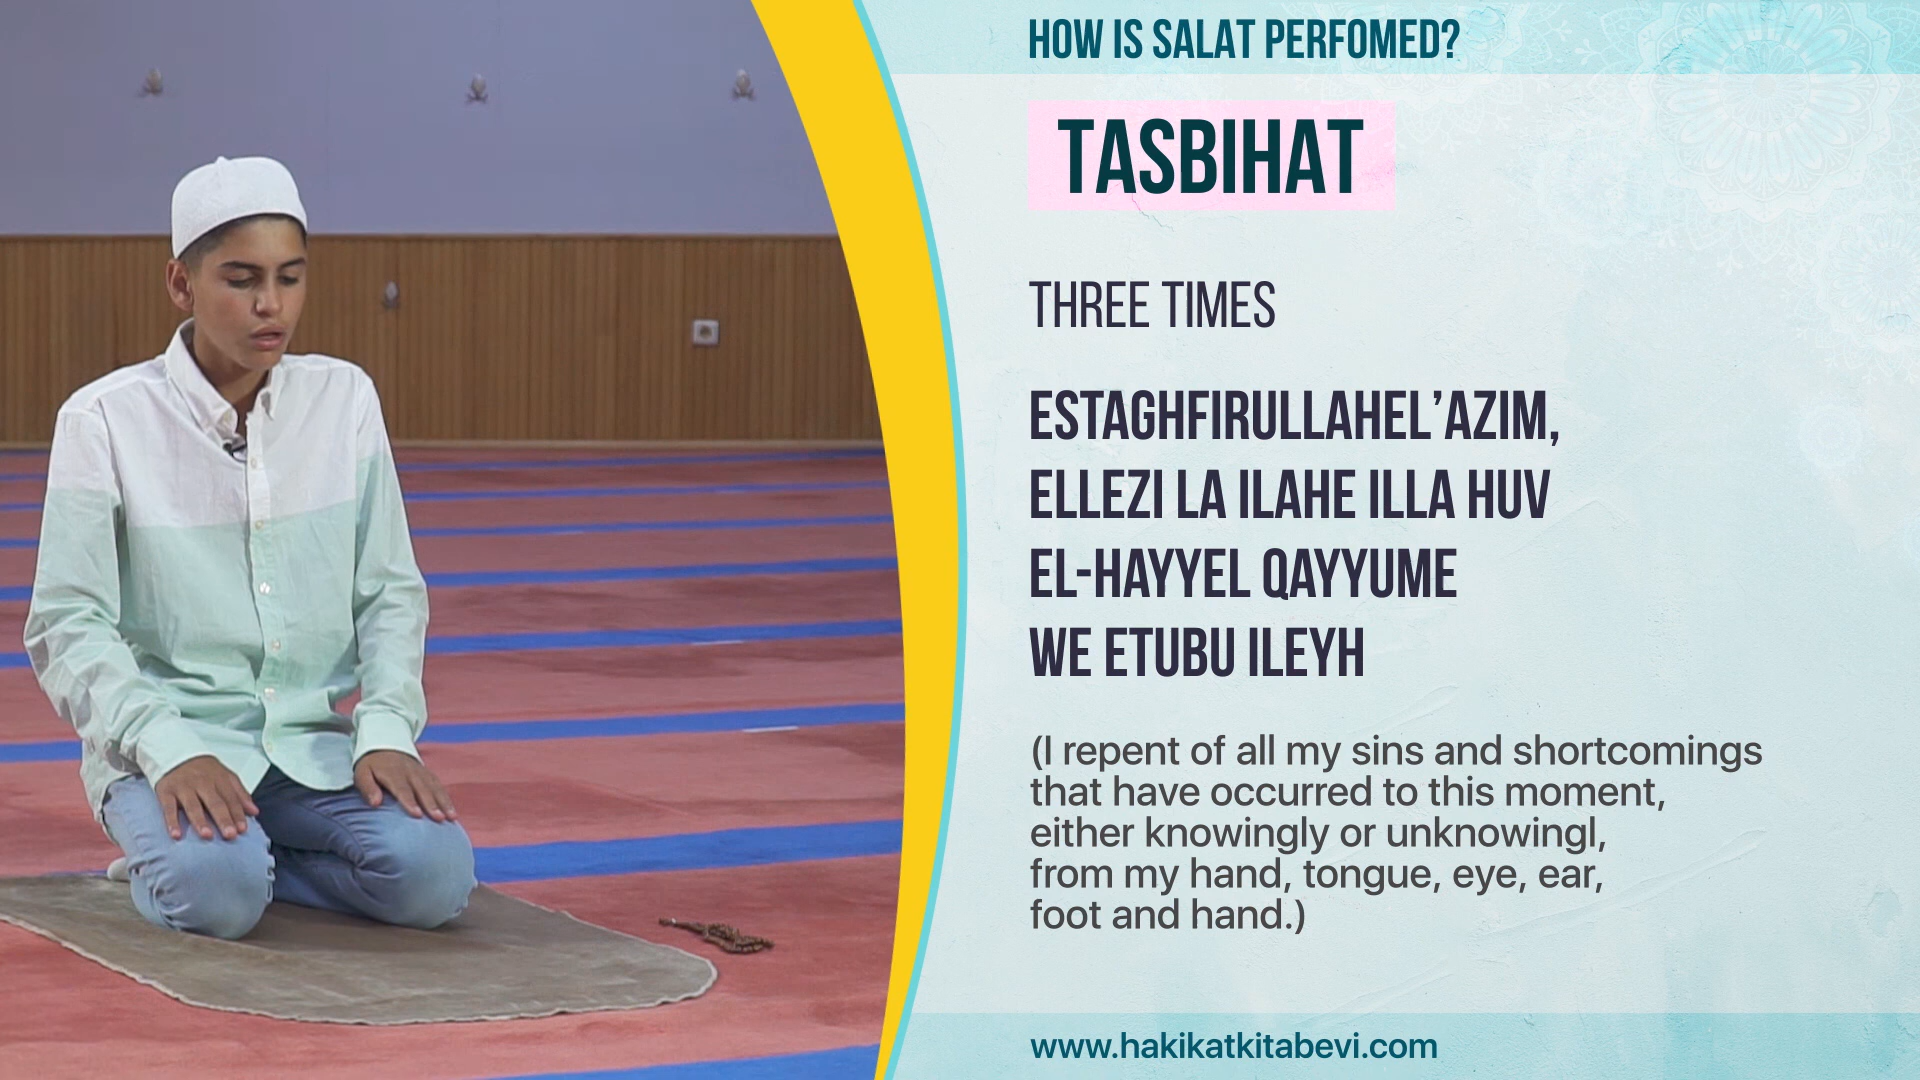 HOW IS SALAT PERFOMED?
TASBIHAT
THREE TIMES
ESTAGHFIRULLAHEL’AZIM,
ELLEZI LA ILAHE ILLA HUV
EL-HAYYEL QAYYUME
WE ETUBU ILEYH
(I repent of all my sins and shortcomings
that have occurred to this moment,
either knowingly or unknowingl,
from my hand, tongue, eye, ear,
foot and hand.)
www.hakikatkitabevi.com